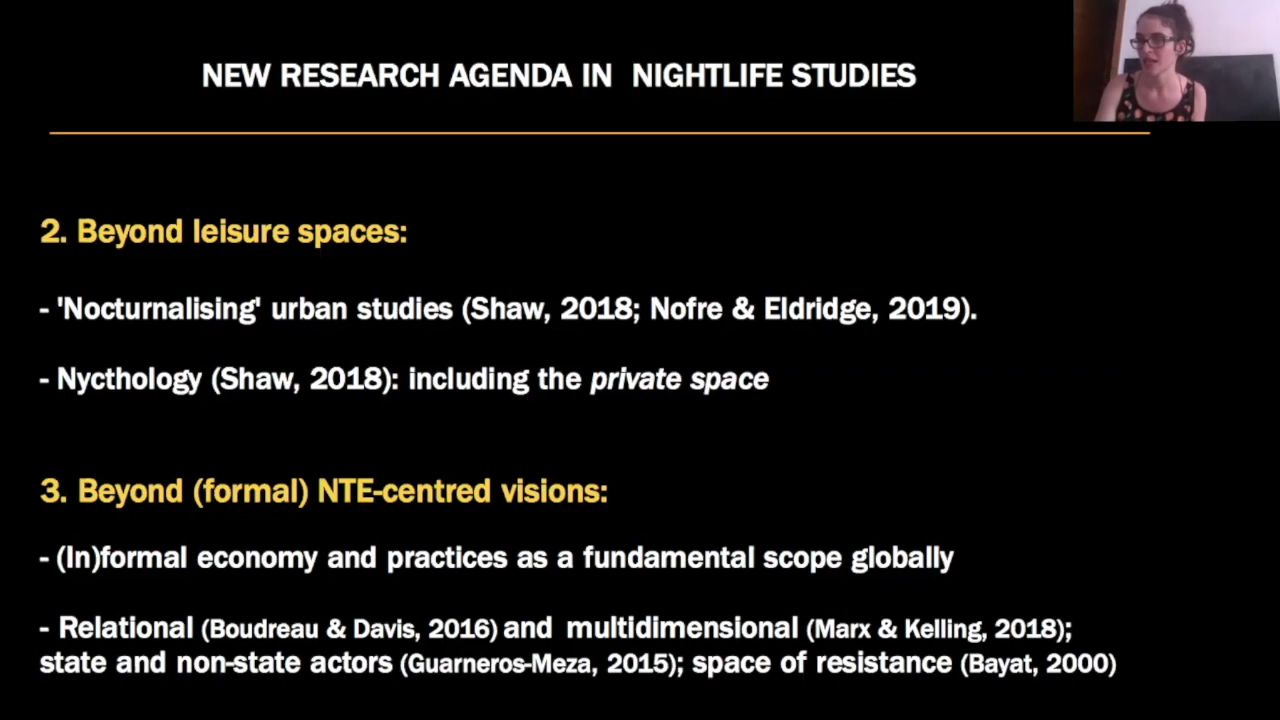 NEW RESEARCH AGENDA IN NIGHTLIFE STUDIES
2. Beyond leisure spaces:
- 'Nocturnalising' urban studies (Shaw, 2018; Nofre & Eldridge, 2019).
- Nycthology (Shaw, 2018): including the private space
3. Beyond (formal) NTE-centred visions:
- (In)formal economy and practices as a fundamental scope globally
- Relational (Boudreau & Davis, 2016) and multidimensional (Marx & Kelling, 2018);
state and non-state actors (Guarneros-Meza, 2015); space of resistance (Bayat, 2000)